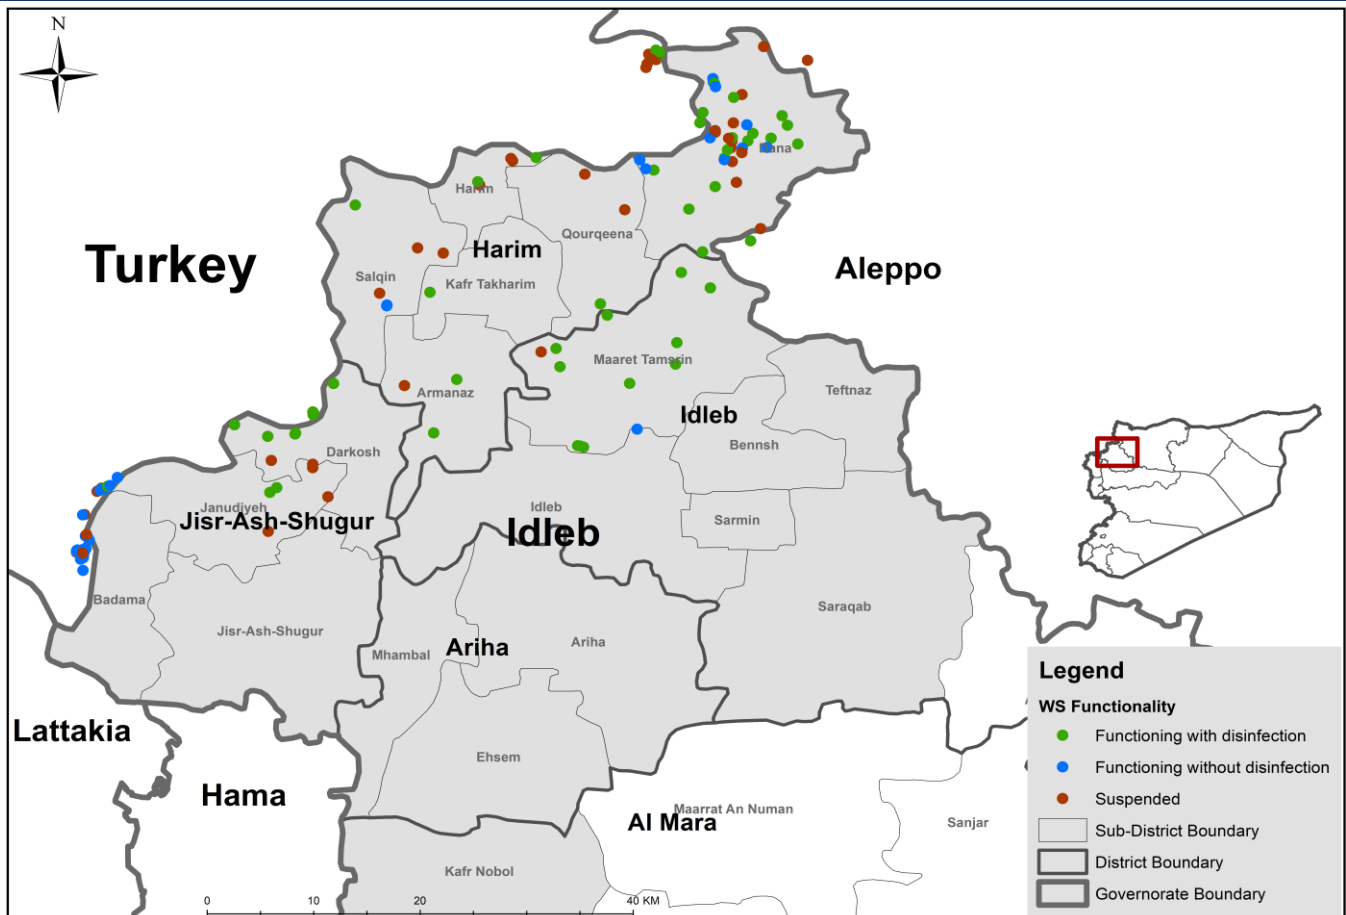 N
Turkey
Harim
Dana
Qourqeena
Harim
Salqin
Kafr Takharim
Aleppo
Maaret Tamsrin
Armanaz
Teftnaz
Idleb
Bennsh
Darkosh
Janudiyeh
Jisr-Ash-Shugur
Idleb
Idleb
Sarmin
Badama
Saraqab
Jisr-Ash-Shugur
Mhambal
Ariha
Ariha
Lattakia
Ehsem
Hama
Maarrat An Numan
Al Mara
Sanjar
Kafr Nobol
0 10 20 40 KM
Legend
WS Functionality
Functioning with disinfection
Functioning without disinfection
Suspended
Sub-District Boundary
District Boundary
Governorate Boundary